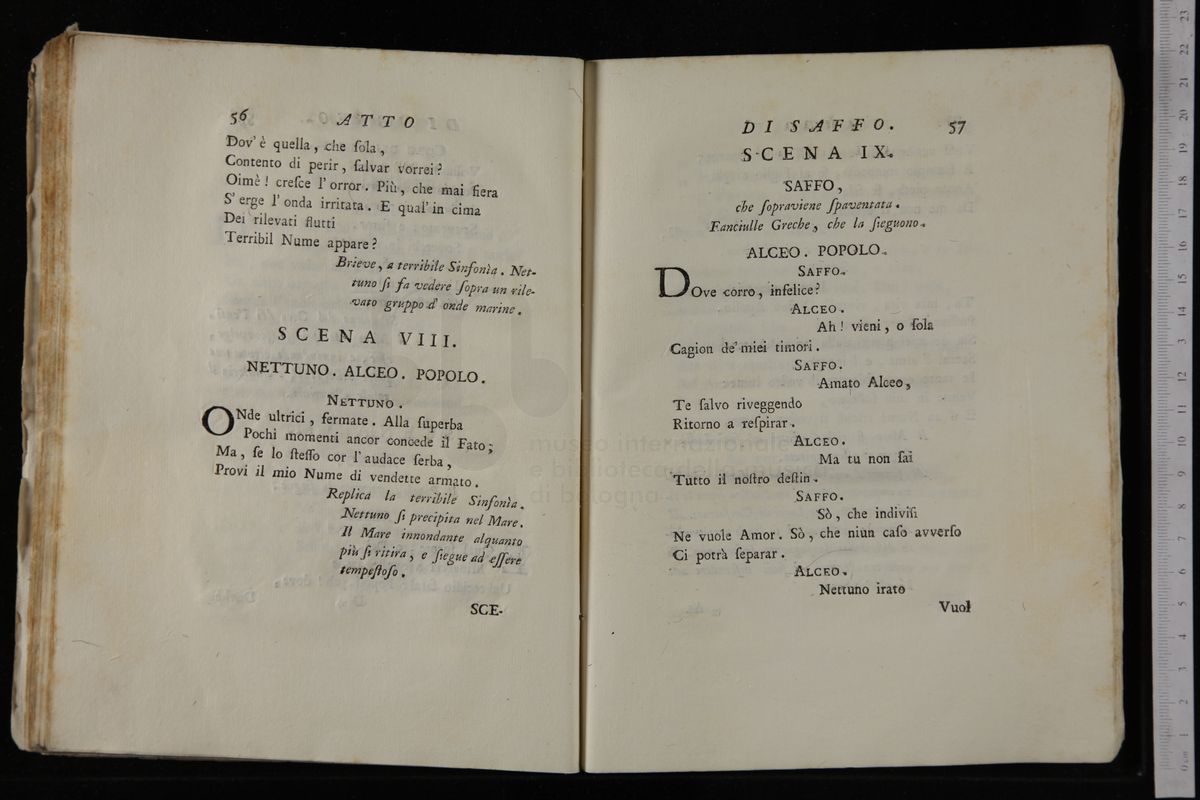 56 ATTO
Dov' è quella, che ſola,
Contento di perir, ſalvar vorrei?
Oimè! creſce l'orror. Più, che mai fiera
S'erge l'onda irritata. E qual'in cima
Dei rilevati flutti
Terribil Nume appare?
Brieve, a terribile Sinfonìa. Net-
tuno ſi fa vedere ſopra un rile-
vato gruppo d'onde marine.
SCENA VIII.
NETTUNO. ALCEO. POPOLO.
NETTUNO.
ONde ultrici, fermate. Alla ſuperba
Pochi momenti ancor concede il Fato;
Ma, ſe lo ſteſſo cor l'audace ſerba,
Provi il mio Nume di vendette armato.
Replica la terribile Sinfonìa.
Nettuno ſi precipita nel Mare.
Il Mare innondante alquanto
più ſi ritira, e ſiegue ad eſſere
tempeſtoſo.
SCE-
DI SAFFO. 57
SCENA IX.
SAFFO,
che ſopraviene ſpaventata.
Fanciulle Greche, che la ſieguono.
ALCEO. POPOLO.
SAFFO.
DOve corro, infelice?
ALCEO.
Ah! vieni, o ſola
Cagion de' miei timori.
SAFFO.
Amato Alceo,
Te ſalvo riveggendo
Ritorno a reſpirar.
ALCEO.
Ma tu non ſai
Tutto il noſtro deſtin.
SAFFO.
Sò, che indiviſi
Ne vuole Amor. Sò, che niun caſo avverſo
Ci potrà ſeparar.
ALCEO.
Nettuno irato
Vuol
museo internazionale
e biblioteca della musica
di bologna